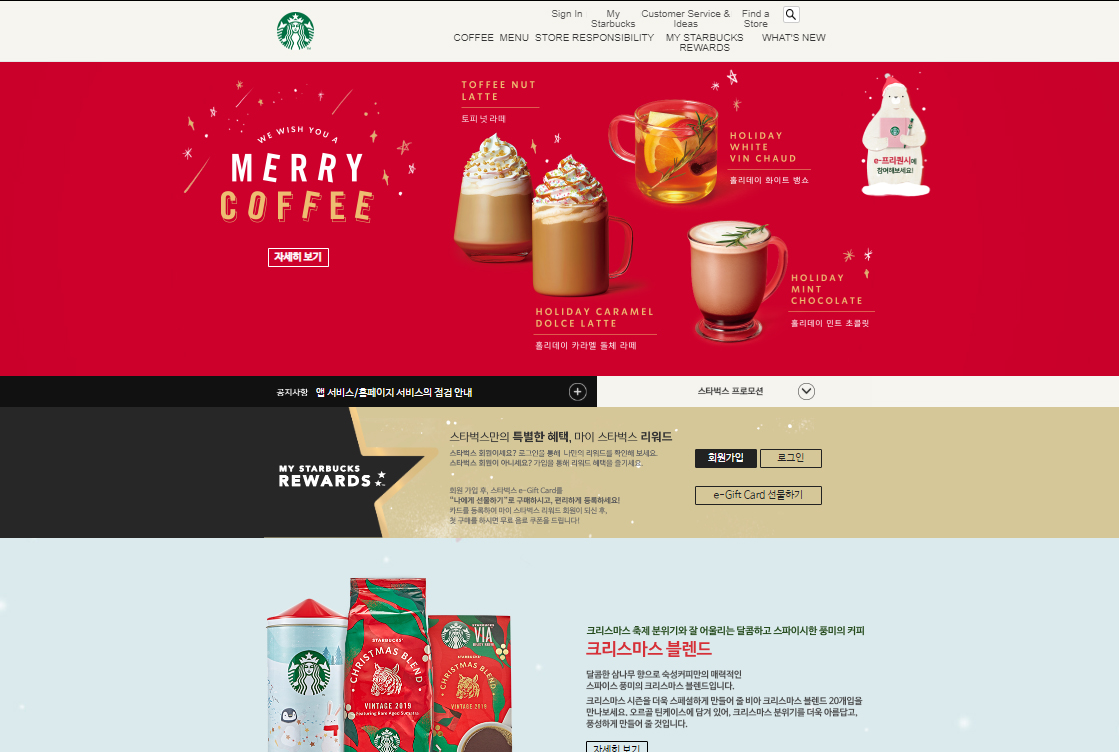 Sign In
My Starbucks
Customer Service & Ideas
Find a Store
COFFEE MENU STORE RESPONSIBILITY MY STARBUCKS REWARDS WHAT'S NEW
WE WISH YOU A
MERRY
COFFEE
자세히 보기
TOFFEE NUT
LATTE
토피 넛 라떼
HOLIDAY
WHITE
VIN CHAUD
홀리데이 화이트 뱅쇼
e-프리퀀시에
참여해보세요!
HOLIDAY CARAMEL
DOLCE LATTE
홀리데이 카라멜 돌체 라떼
HOLIDAY
MINT
CHOCOLATE
홀리데이 민트 초콜릿
공지사항 앱 서비스/홈페이지 서비스의 점검 안내
스타벅스 프로모션
MY STARBUCKS
REWARDS
스타벅스만의 특별한 혜택, 마이 스타벅스 리워드
스타벅스 회원이세요? 로그인을 통해 나만의 리워드를 확인해 보세요.
스타벅스 회원이 아니세요? 가입을 통해 리워드 혜택을 즐기세요.
회원 가입 후, 스타벅스 e-Gift Card를
"나에게 선물하기"로 구매하시고, 편리하게 등록하세요!
카드를 등록하여 마이 스타벅스 리워드 회원이 되신 후,
첫 구매를 하시면 무료 음료 쿠폰을 드립니다!
회원가입
로그인
e-Gift Card 선물하기
STARBUCKS
CHRISTMAS BLEND
VINTAGE 2019
Featuring Rare Aged Sumatra
STARBUCKS
VIA
STARBUCKS
CHRISTMAS BLEND
VINTAGE 2019
크리스마스 축제 분위기와 잘 어울리는 달콤하고 스파이시한 풍미의 커피
크리스마스 블렌드
달콤한 삼나무 향으로 숙성커피만의 매력적인
스파이스 풍미의 크리스마스 블렌드입니다.
크리스마스 시즌을 더욱 스페셜하게 만들어 줄 비아 크리스마스 블렌드 20개입을
만나보세요. 오르골 틴케이스에 담겨 있어, 크리스마스 분위기를 더욱 아름답고,
풍성하게 만들어 줄 것입니다.
자세히 보기